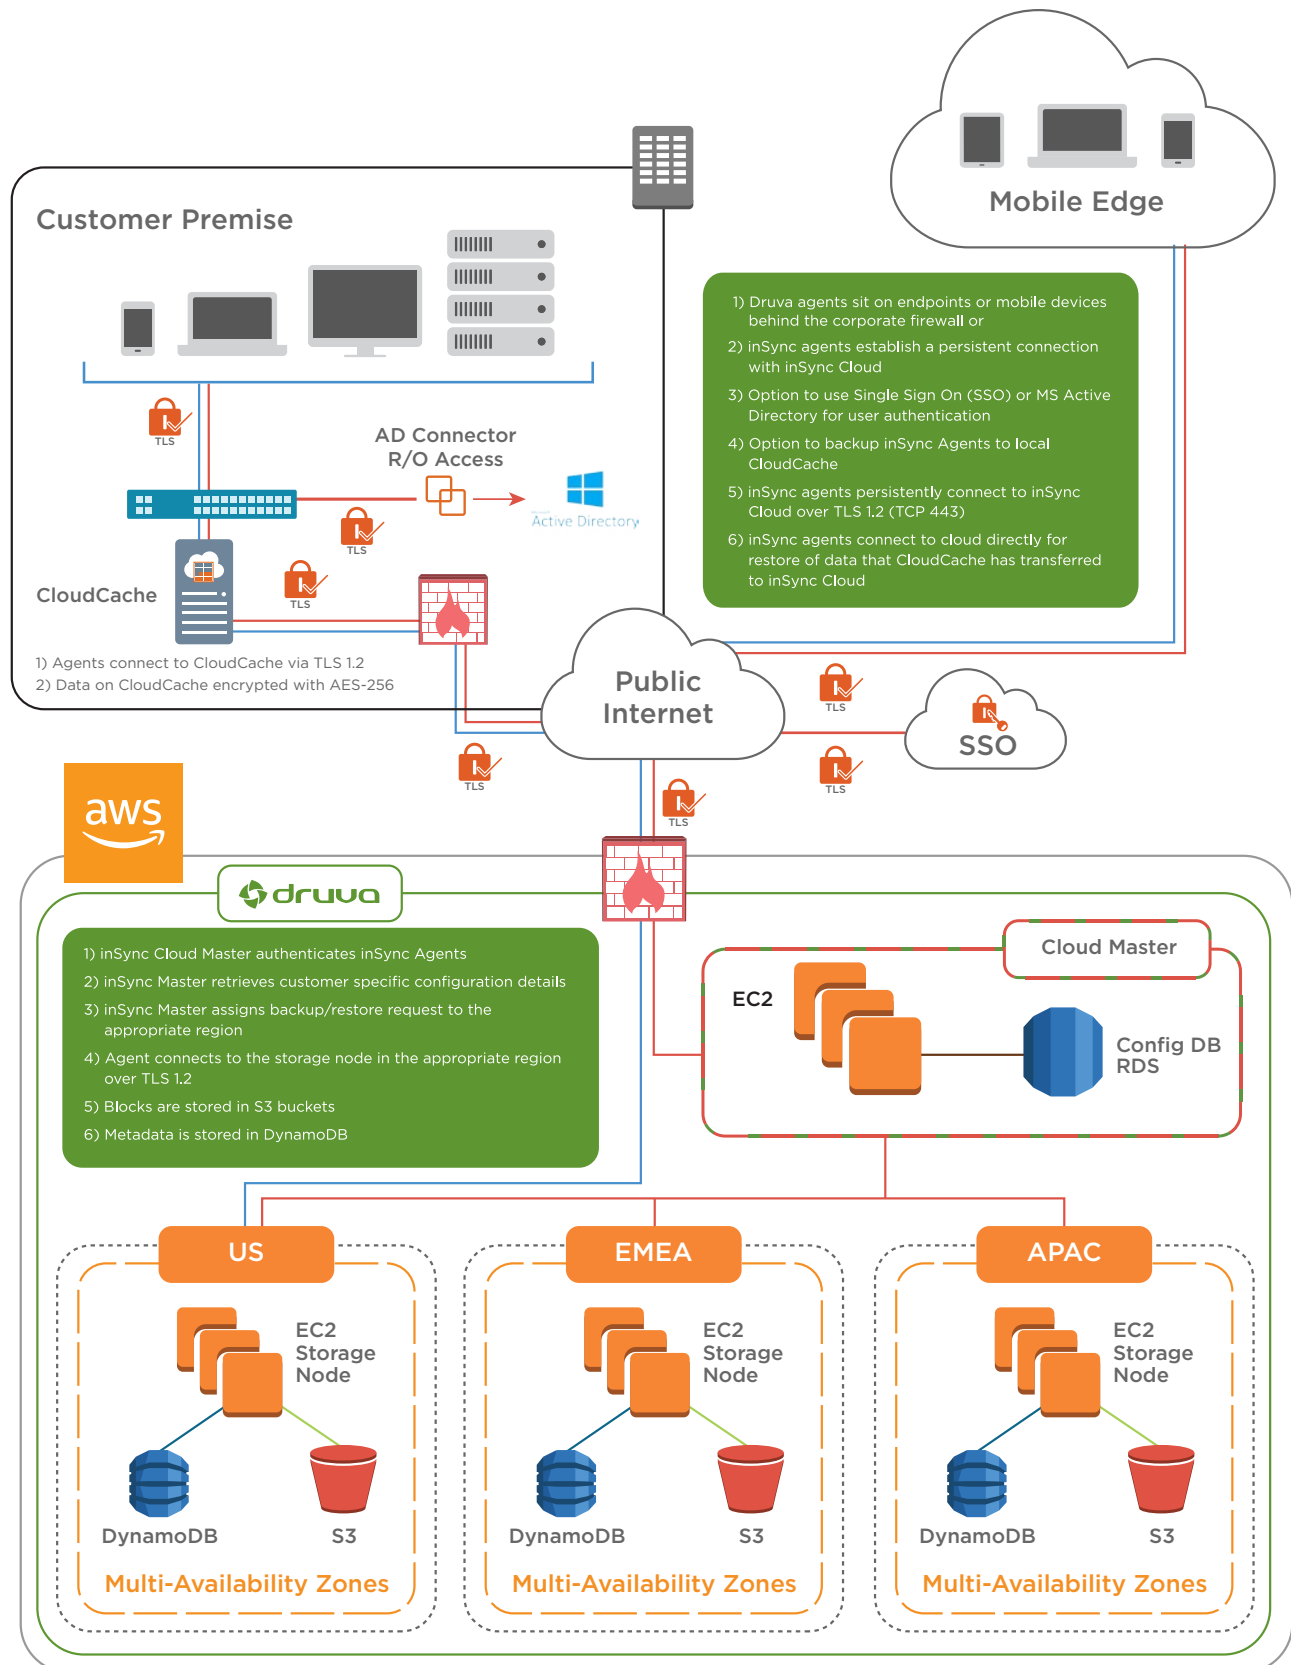 Mobile Edge
Customer Premise
1) Druva agents sit on endpoints or mobile devices
behind the corporate firewall or
2) inSync agents establish a persistent connection
with inSync Cloud
3) Option to use Single Sign On (SSO) or MS Active
Directory for user authentication
4) Option to backup inSync Agents to local
CloudCache
5) inSync agents persistently connect to inSync
Cloud over TLS 1.2 (TCP 443)
6) inSync agents connect to cloud directly for
restore of data that CloudCache has transferred
to inSync Cloud
TLS
AD Connector
R/O Access
Active Directory
TLS
TLS
CloudCache
1) Agents connect to CloudCache via TLS 1.2
2) Data on CloudCache encrypted with AES-256
Public
Internet
TLS
SSO
TLS
TLS
TLS
aws
druva
1) inSync Cloud Master authenticates inSync Agents
2) inSync Master retrieves customer specific configuration details
3) inSync Master assigns backup/restore request to the
appropriate region
4) Agent connects to the storage node in the appropriate region
over TLS 1.2
5) Blocks are stored in S3 buckets
6) Metadata is stored in DynamoDB
Cloud Master
EC2
Config DB
RDS
US
EC2
Storage
Node
DynamoDB
S3
Multi-Availability Zones
EMEA
EC2
Storage
Node
DynamoDB
S3
Multi-Availability Zones
APAC
EC2
Storage
Node
DynamoDB
S3
Multi-Availability Zones